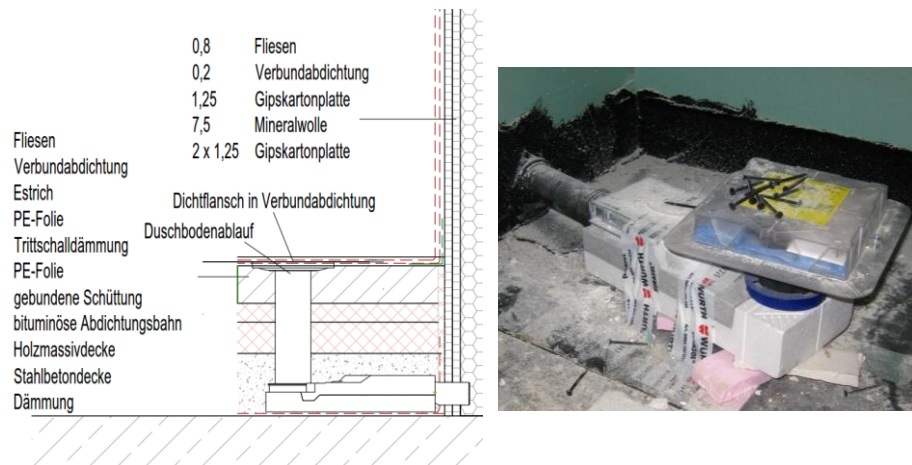 0,8 Fliesen
0,2 Verbundabdichtung
1,25 Gipskartonplatte
7,5 Mineralwolle
2 x 1,25 Gipskartonplatte
Fliesen
Verbundabdichtung
Estrich
PE-Folie
Trittschalldämmung
PE-Folie
gebundene Schüttung
bituminöse Abdichtungsbahn
Holzmassivdecke
Stahlbetondecke
Dämmung
Dichtflansch in Verbundabdichtung
Duschbodenablauf
WÜRTH
WÜRTH